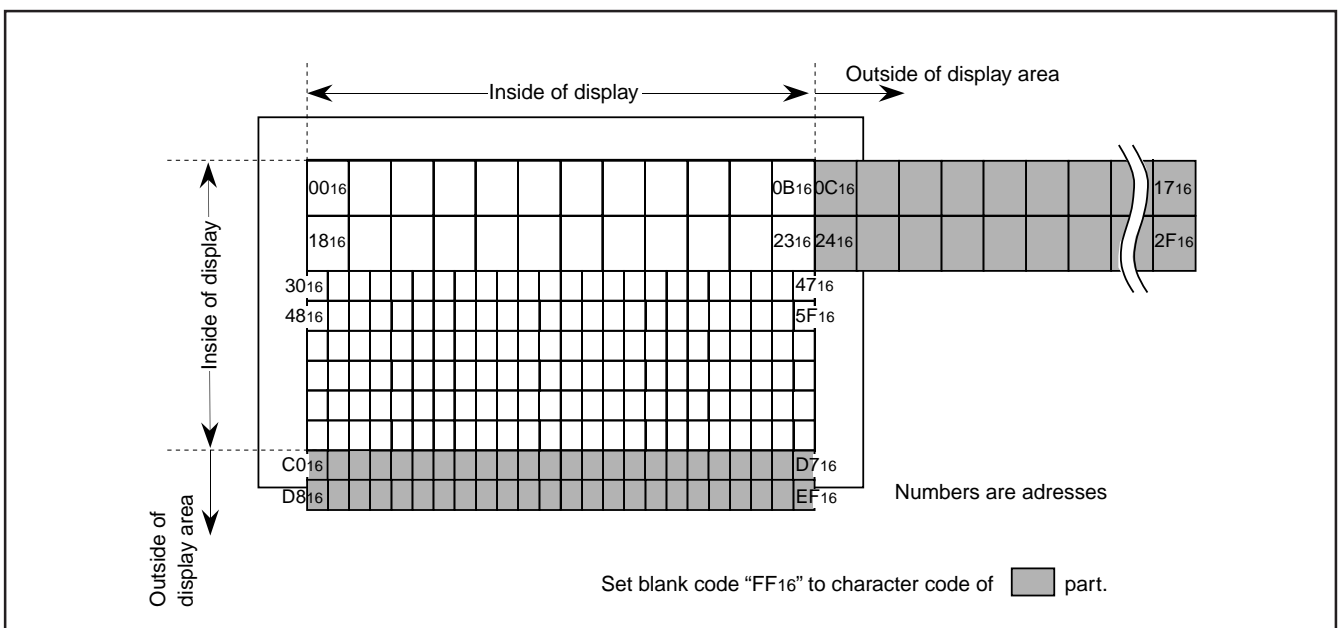 Outside of display area
Inside of display
0016 0B16 0C16 1716
1816 2316 2416 2F16
3016 4716
4816 5F16
Inside of display
C016 D716
D816 EF16
Outside of
display area
Numbers are adresses
Set blank code “FF16” to character code of part.